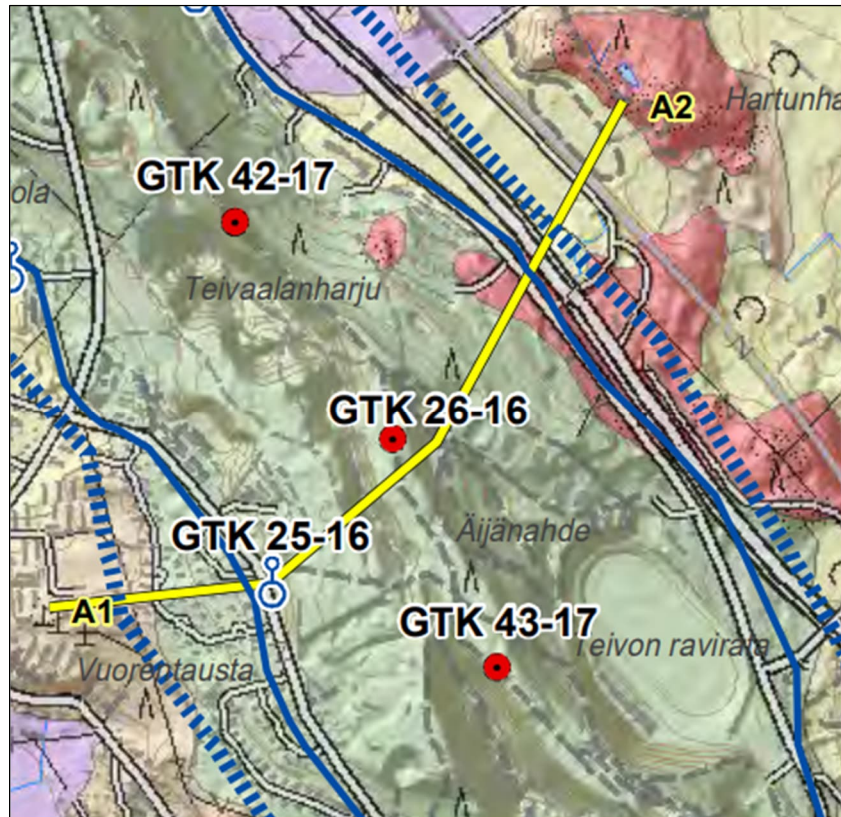 A2
Hartunha
GTK 42-17
ola
Teivaalanharju
GTK 26-16
GTK 25-16
Äijänahde
A1
GTK 43-17
Teivon ravirata
Vuorentausta